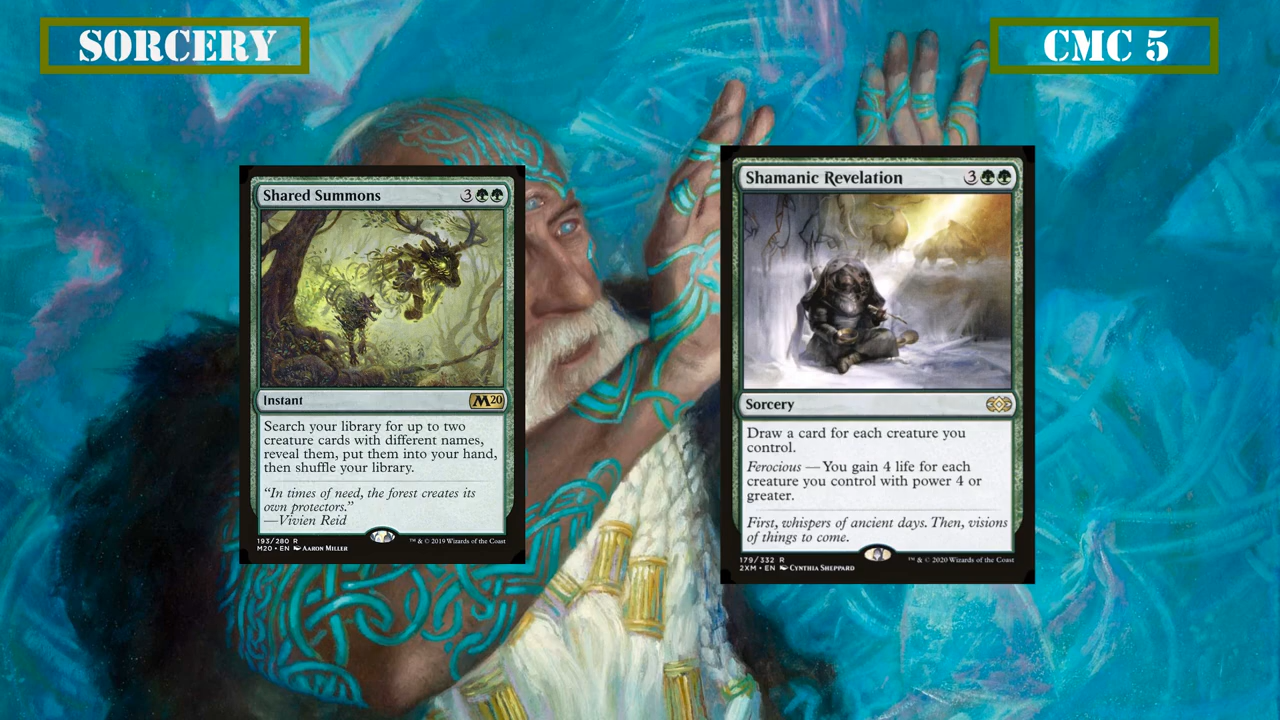 SORCERY
CMC 5
Shared Summons 3
Instant
M20
Search your library for up to two
creature cards with different names,
reveal them, put them into your hand,
then shuffle your library.
“In times of need, the forest creates its
own protectors.”
—Vivien Reid
193/280 R
M20 • EN Aaron Miller
™ & © 2019 Wizards of the Coast
Shamanic Revelation 3
Sorcery
Draw a card for each creature you
control.
Ferocious — You gain 4 life for each
creature you control with power 4 or
greater.
First, whispers of ancient days. Then, visions
of things to come.
179/332 R
2XM • EN Cynthia Sheppard
™ & © 2020 Wizards of the Coast